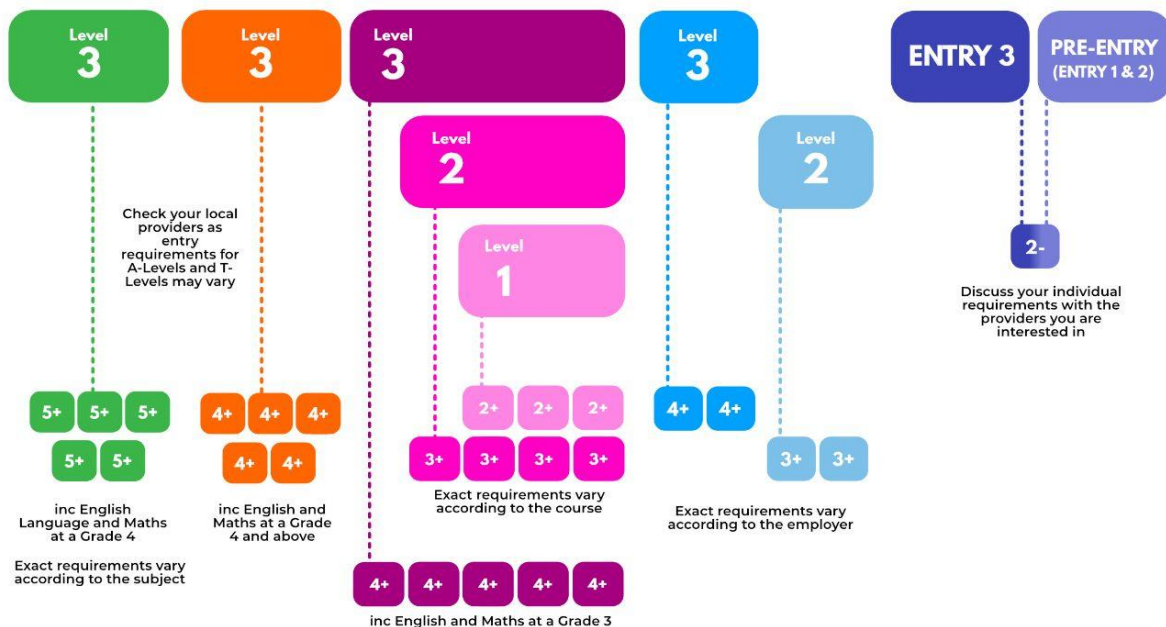 Level
3
Level
3
Level
3
Level
3
ENTRY 3
PRE-ENTRY
(ENTRY 1 & 2)
Level
2
Level
2
Check your local
providers as
entry
requirements for
A-Levels and T-
Levels may vary
Level
1
2-
Discuss your individual
requirements with the
providers you are
interested in
5+ 5+ 5+
5+ 5+
inc English
Language and Maths
at a Grade 4
Exact requirements vary
according to the subject
4+ 4+ 4+
4+ 4+
inc English and
Maths at a Grade
4 and above
2+ 2+ 2+
3+ 3+ 3+ 3+
Exact requirements vary
according to the course
4+ 4+ 4+ 4+ 4+
inc English and Maths at a Grade 3
4+ 4+
3+ 3+
Exact requirements vary
according to the employer